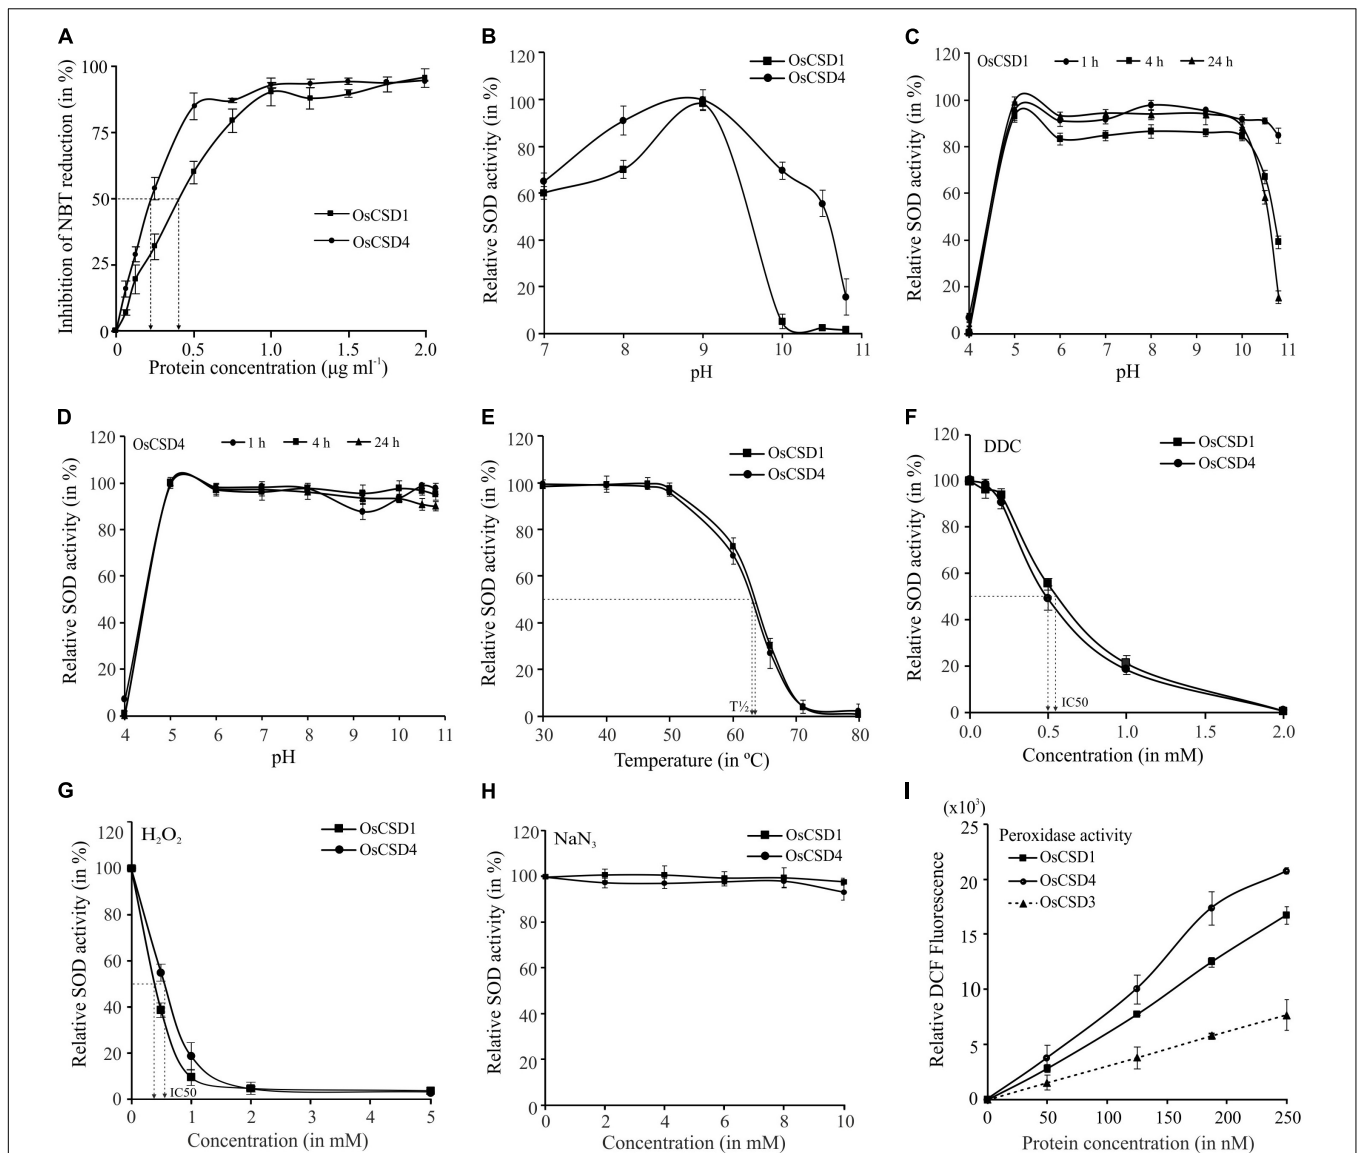 A
Inhibition of NBT reduction (in %)
100
75
50
25
0
0 0.5 1.0 1.5 2.0
Protein concentration (µg ml-1)
OsCSD1
OsCSD4
B
Relative SOD activity (in %)
120
100
80
60
40
20
0
7 8 9 10 11
pH
OsCSD1
OsCSD4
C
Relative SOD activity (in %)
OsCSD1 1 h 4 h 24 h
120
100
80
60
40
20
0
4 5 6 7 8 9 10 11
pH
D
Relative SOD activity (in %)
OsCSD4 1 h 4 h 24 h
120
100
80
60
40
20
0
4 5 6 7 8 9 10 11
pH
E
Relative SOD activity (in %)
120
100
80
60
40
20
0
30 40 50 60 70 80
Temperature (in ºC)
OsCSD1
OsCSD4
T½
F
DDC
Relative SOD activity (in %)
120
100
80
60
40
20
0
0.0 0.5 1.0 1.5 2.0
Concentration (in mM)
OsCSD1
OsCSD4
IC50
G
H2O2
Relative SOD activity (in %)
120
100
80
60
40
20
0
0 1 2 3 4 5
Concentration (in mM)
OsCSD1
OsCSD4
IC50
H
NaN3
Relative SOD activity (in %)
120
100
80
60
40
20
0
0 2 4 6 8 10
Concentration (in mM)
OsCSD1
OsCSD4
I
(x10³)
Relative DCF Fluorescence
25
20
15
10
5
0
0 50 100 150 200 250
Protein concentration (in nM)
Peroxidase activity
OsCSD1
OsCSD4
OsCSD3